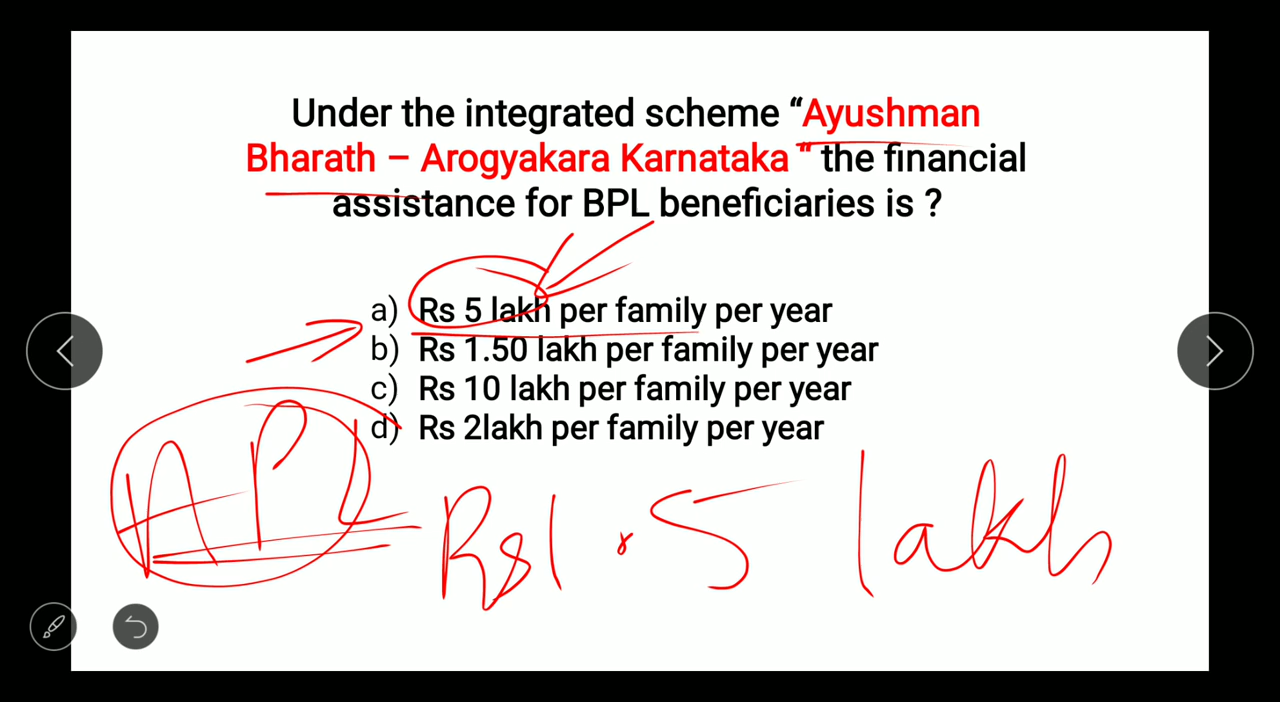 Under the integrated scheme “Ayushman
Bharath – Arogyakara Karnataka “ the financial
assistance for BPL beneficiaries is ?
a) Rs 5 lakh per family per year
b) Rs 1.50 lakh per family per year
c) Rs 10 lakh per family per year
d) Rs 2lakh per family per year
APL Rs 1.5 lakh